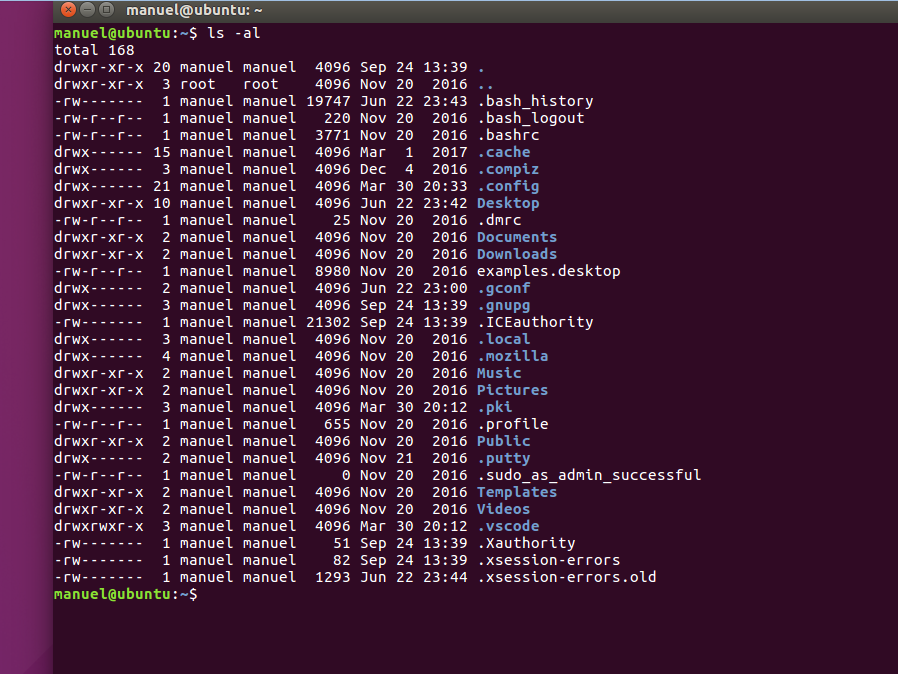 manuel@ubuntu: ~
manuel@ubuntu:~$ ls -al
total 168
drwxr-xr-x 20 manuel manuel  4096 Sep 24 13:39 .
drwxr-xr-x  3 root   root    4096 Nov 20  2016 ..
-rw-------  1 manuel manuel 19747 Jun 22 23:43 .bash_history
-rw-r--r--  1 manuel manuel   220 Nov 20  2016 .bash_logout
-rw-r--r--  1 manuel manuel  3771 Nov 20  2016 .bashrc
drwx------ 15 manuel manuel  4096 Mar  1  2017 .cache
drwx------  3 manuel manuel  4096 Dec  4  2016 .compiz
drwx------ 21 manuel manuel  4096 Mar 30 20:33 .config
drwxr-xr-x 10 manuel manuel  4096 Jun 22 23:42 Desktop
-rw-r--r--  1 manuel manuel    25 Nov 20  2016 .dmrc
drwxr-xr-x  2 manuel manuel  4096 Nov 20  2016 Documents
drwxr-xr-x  2 manuel manuel  4096 Nov 20  2016 Downloads
-rw-r--r--  1 manuel manuel  8980 Nov 20  2016 examples.desktop
drwx------  2 manuel manuel  4096 Jun 22 23:00 .gconf
drwx------  3 manuel manuel  4096 Sep 24 13:39 .gnupg
-rw-------  1 manuel manuel 21302 Sep 24 13:39 .ICEauthority
drwx------  3 manuel manuel  4096 Nov 20  2016 .local
drwx------  4 manuel manuel  4096 Nov 20  2016 .mozilla
drwxr-xr-x  2 manuel manuel  4096 Nov 20  2016 Music
drwxr-xr-x  2 manuel manuel  4096 Nov 20  2016 Pictures
drwx------  3 manuel manuel  4096 Mar 30 20:12 .pki
-rw-r--r--  1 manuel manuel   655 Nov 20  2016 .profile
drwxr-xr-x  2 manuel manuel  4096 Nov 20  2016 Public
drwx------  2 manuel manuel  4096 Nov 21  2016 .putty
-rw-r--r--  1 manuel manuel     0 Nov 20  2016 .sudo_as_admin_successful
drwxr-xr-x  2 manuel manuel  4096 Nov 20  2016 Templates
drwxr-xr-x  2 manuel manuel  4096 Nov 20  2016 Videos
drwxrwxr-x  3 manuel manuel  4096 Mar 30 20:12 .vscode
-rw-------  1 manuel manuel    51 Sep 24 13:39 .Xauthority
-rw-------  1 manuel manuel    82 Sep 24 13:39 .xsession-errors
-rw-------  1 manuel manuel  1293 Jun 22 23:44 .xsession-errors.old
manuel@ubuntu:~$